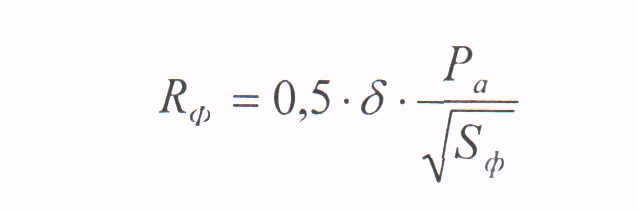 R_ф = 0,5 · δ · P_a / √S_ф